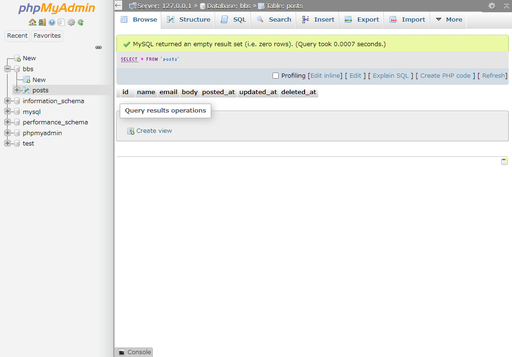 phpMyAdmin
Recent Favorites
New
bbs
New
posts
information_schema
mysql
performance_schema
phpmyadmin
test
Server: 127.0.0.1 » Database: bbs » Table: posts
Browse Structure SQL Search Insert Export Import More
MySQL returned an empty result set (i.e. zero rows). (Query took 0.0007 seconds.)
SELECT * FROM `posts`
Profiling [Edit inline] [ Edit ] [ Explain SQL ] [ Create PHP code ] [ Refresh]
id name email body posted_at updated_at deleted_at
Query results operations
Create view
Console